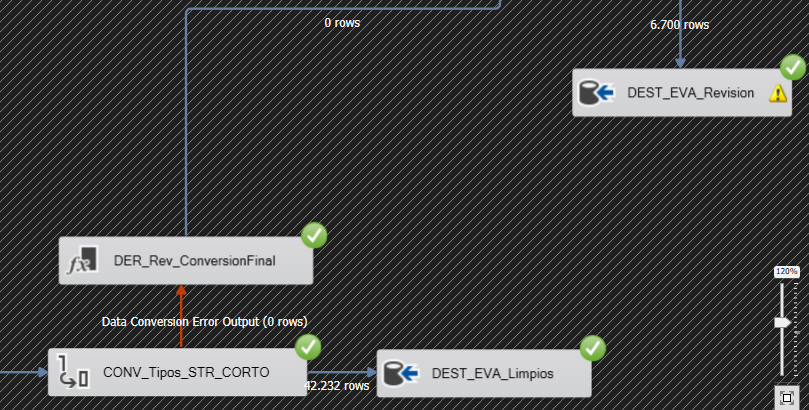 0 rows
6.700 rows
DEST_EVA_Revision
DER_Rev_ConversionFinal
120%
Data Conversion Error Output (0 rows)
CONV_Tipos_STR_CORTO
42.232 rows
DEST_EVA_Limpios